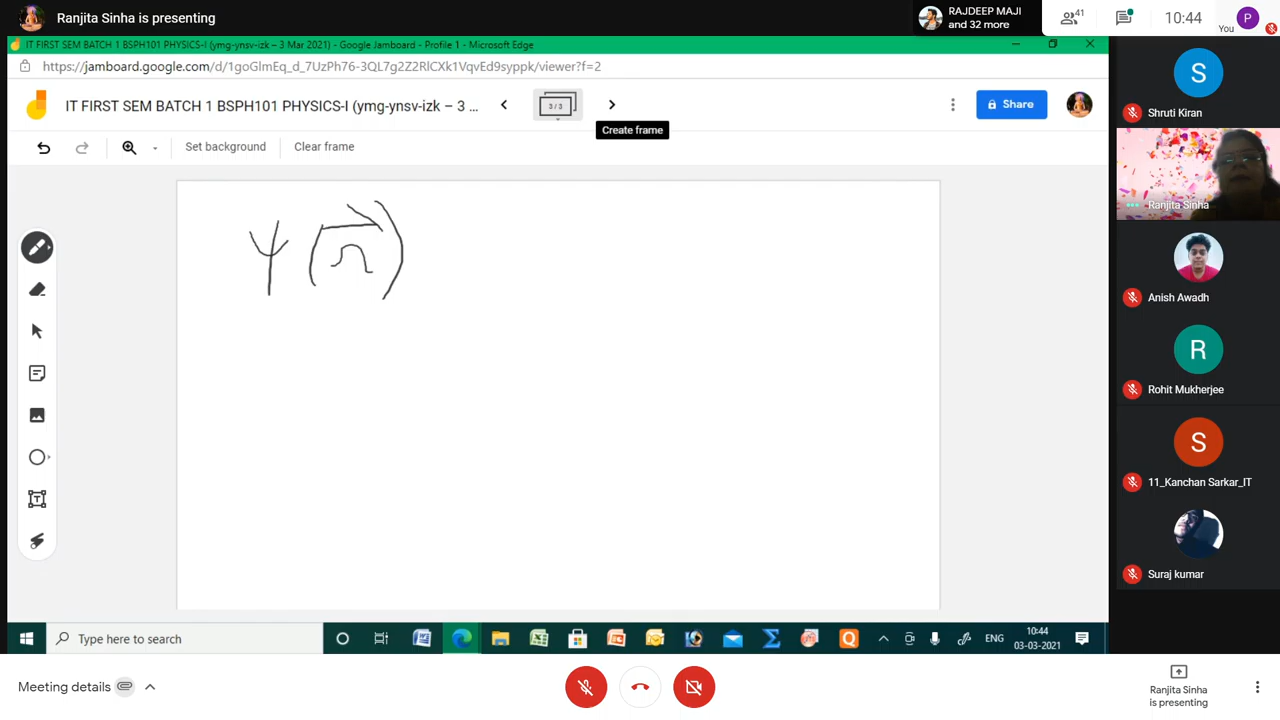 Ranjita Sinha is presenting
RAJDEEP MAJI
and 32 more
41
10:44
You
P
IT FIRST SEM BATCH 1 BSPH101 PHYSICS-I (ymg-ynsv-izk – 3 Mar 2021) - Google Jamboard - Profile 1 - Microsoft Edge
https://jamboard.google.com/d/1goGlmEq_d_7UzPh76-3QL7g2Z2RlCXk1VqvEd9syppk/viewer?f=2
IT FIRST SEM BATCH 1 BSPH101 PHYSICS-I (ymg-ynsv-izk – 3 ...
3 / 3
Share
Create frame
Set background
Clear frame
S
Shruti Kiran
Ranjita Sinha
Anish Awadh
R
Rohit Mukherjee
S
11_Kanchan Sarkar_IT
Suraj kumar
Type here to search
ENG
10:44
03-03-2021
Meeting details
Ranjita Sinha
is presenting